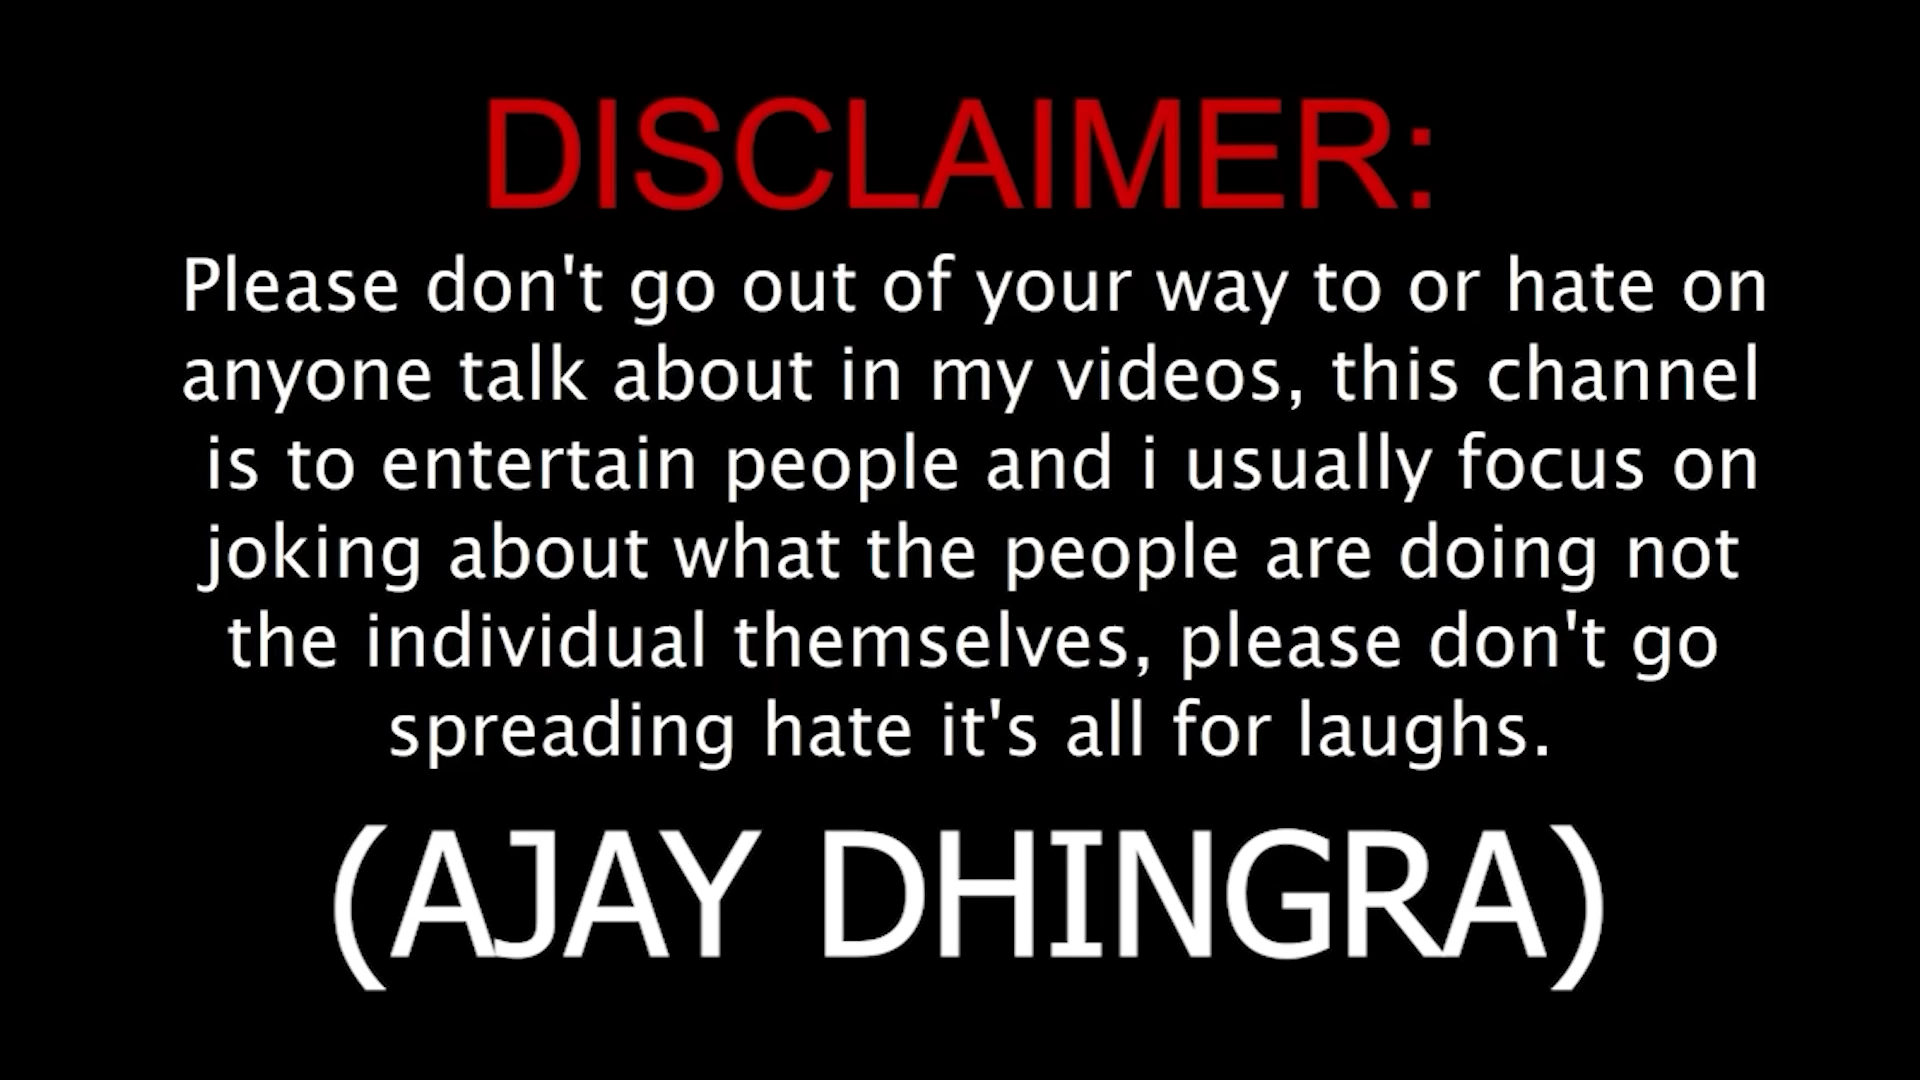 DISCLAIMER:
Please don't go out of your way to or hate on
anyone talk about in my videos, this channel
is to entertain people and i usually focus on
joking about what the people are doing not
the individual themselves, please don't go
spreading hate it's all for laughs.
(AJAY DHINGRA)